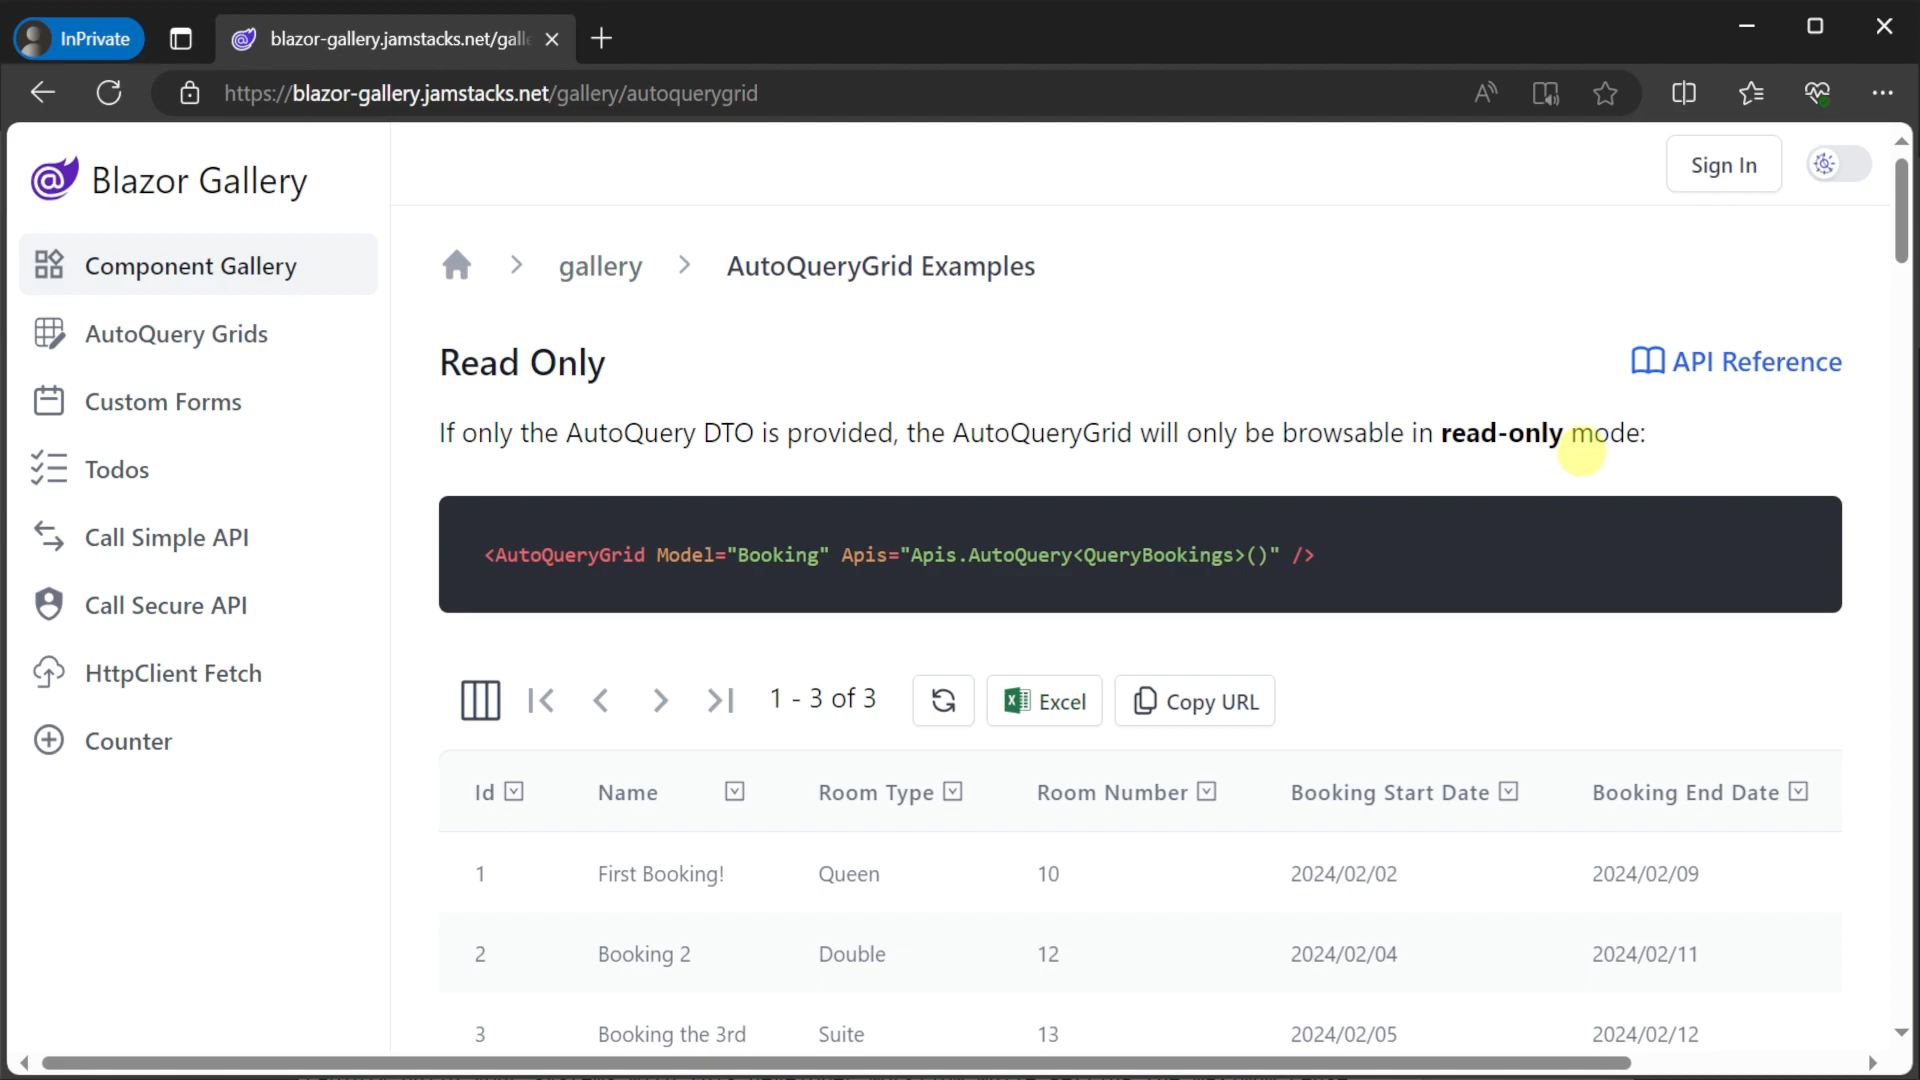 InPrivate
blazor-gallery.jamstacks.net/galle
https://blazor-gallery.jamstacks.net/gallery/autoquerygrid
Blazor Gallery
Sign In
Component Gallery
AutoQuery Grids
Custom Forms
Todos
Call Simple API
Call Secure API
HttpClient Fetch
Counter
gallery
AutoQueryGrid Examples
Read Only
API Reference
If only the AutoQuery DTO is provided, the AutoQueryGrid will only be browsable in read-only mode:
<AutoQueryGrid Model="Booking" Apis="Apis.AutoQuery<QueryBookings>()" />
1 - 3 of 3
Excel
Copy URL
Id Name Room Type Room Number Booking Start Date Booking End Date
1 First Booking! Queen 10 2024/02/02 2024/02/09
2 Booking 2 Double 12 2024/02/04 2024/02/11
3 Booking the 3rd Suite 13 2024/02/05 2024/02/12